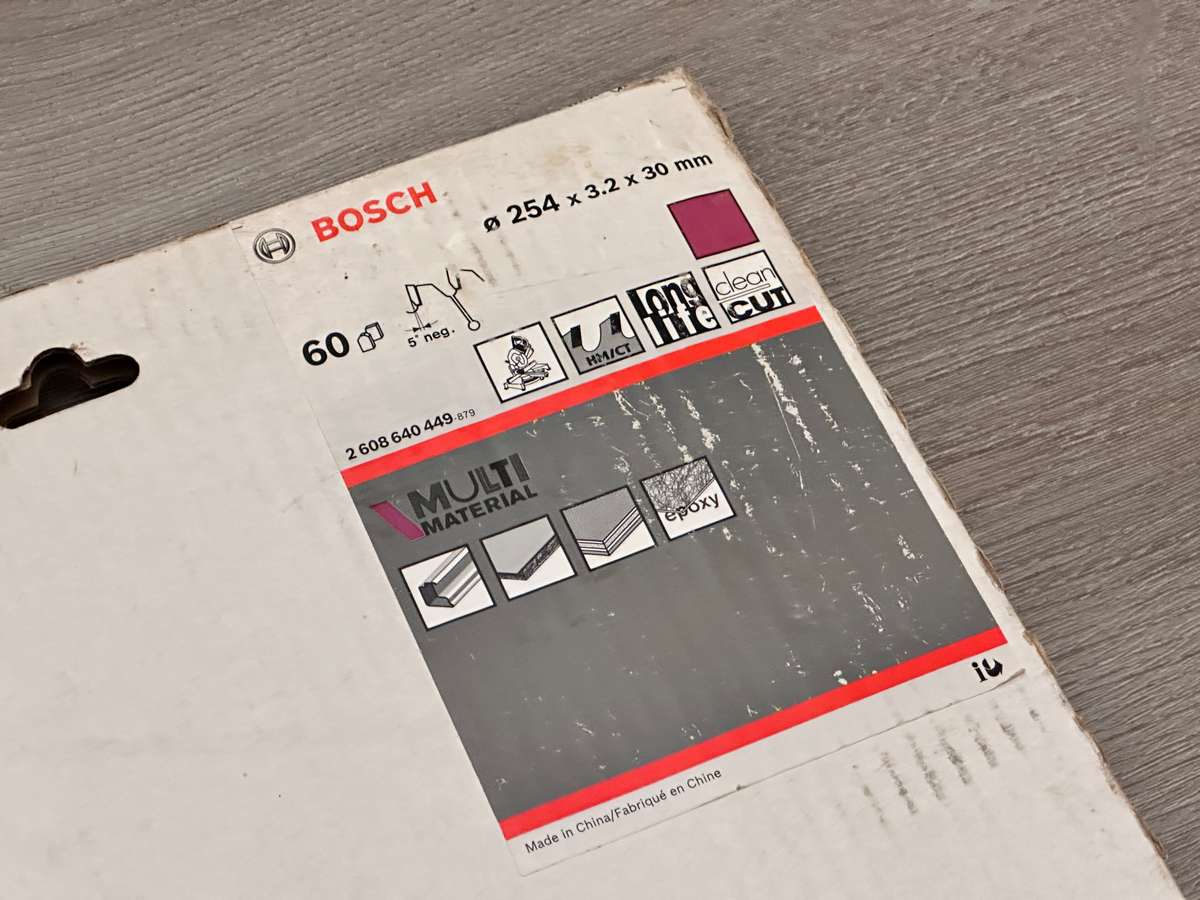 BOSCH
ø 254 x 3.2 x 30 mm
60
5° neg.
HM/CT
long life
clean CUT
2 608 640 449-879
MULTI
MATERIAL
epoxy
Made in China/Fabriqué en Chine